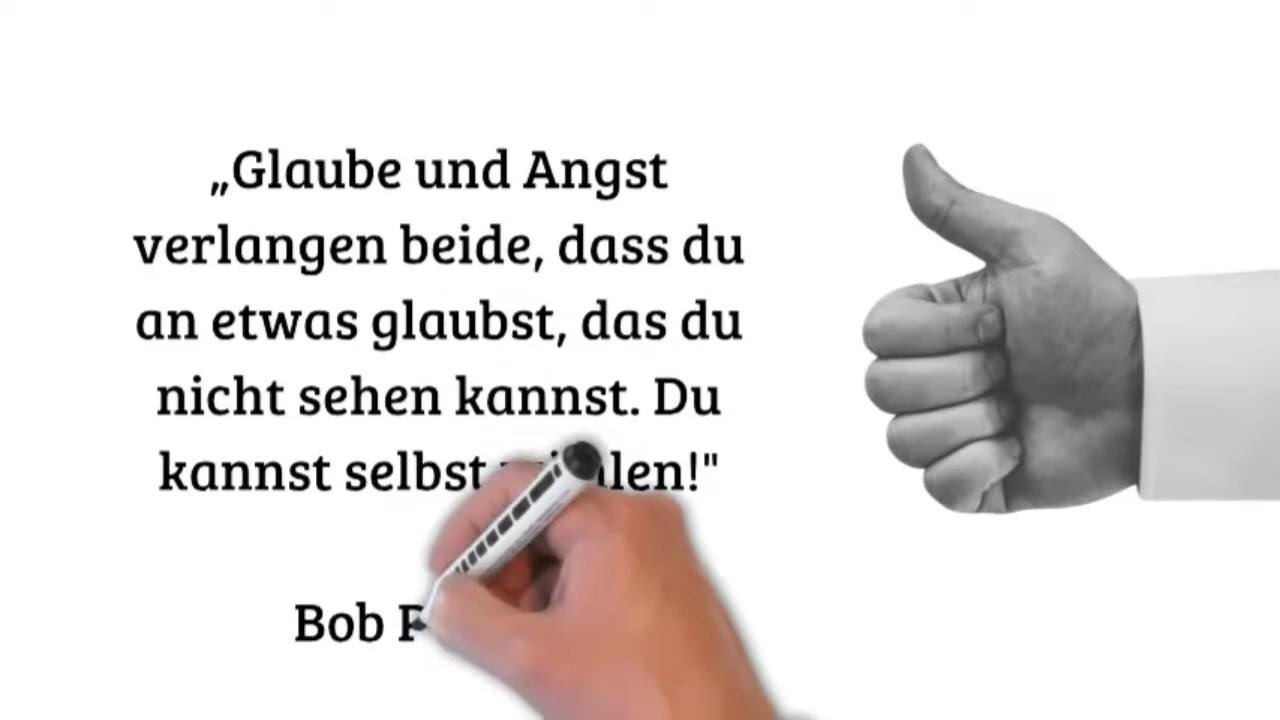 „Glaube und Angst
verlangen beide, dass du
an etwas glaubst, das du
nicht sehen kannst. Du
kannst selbst
Bob